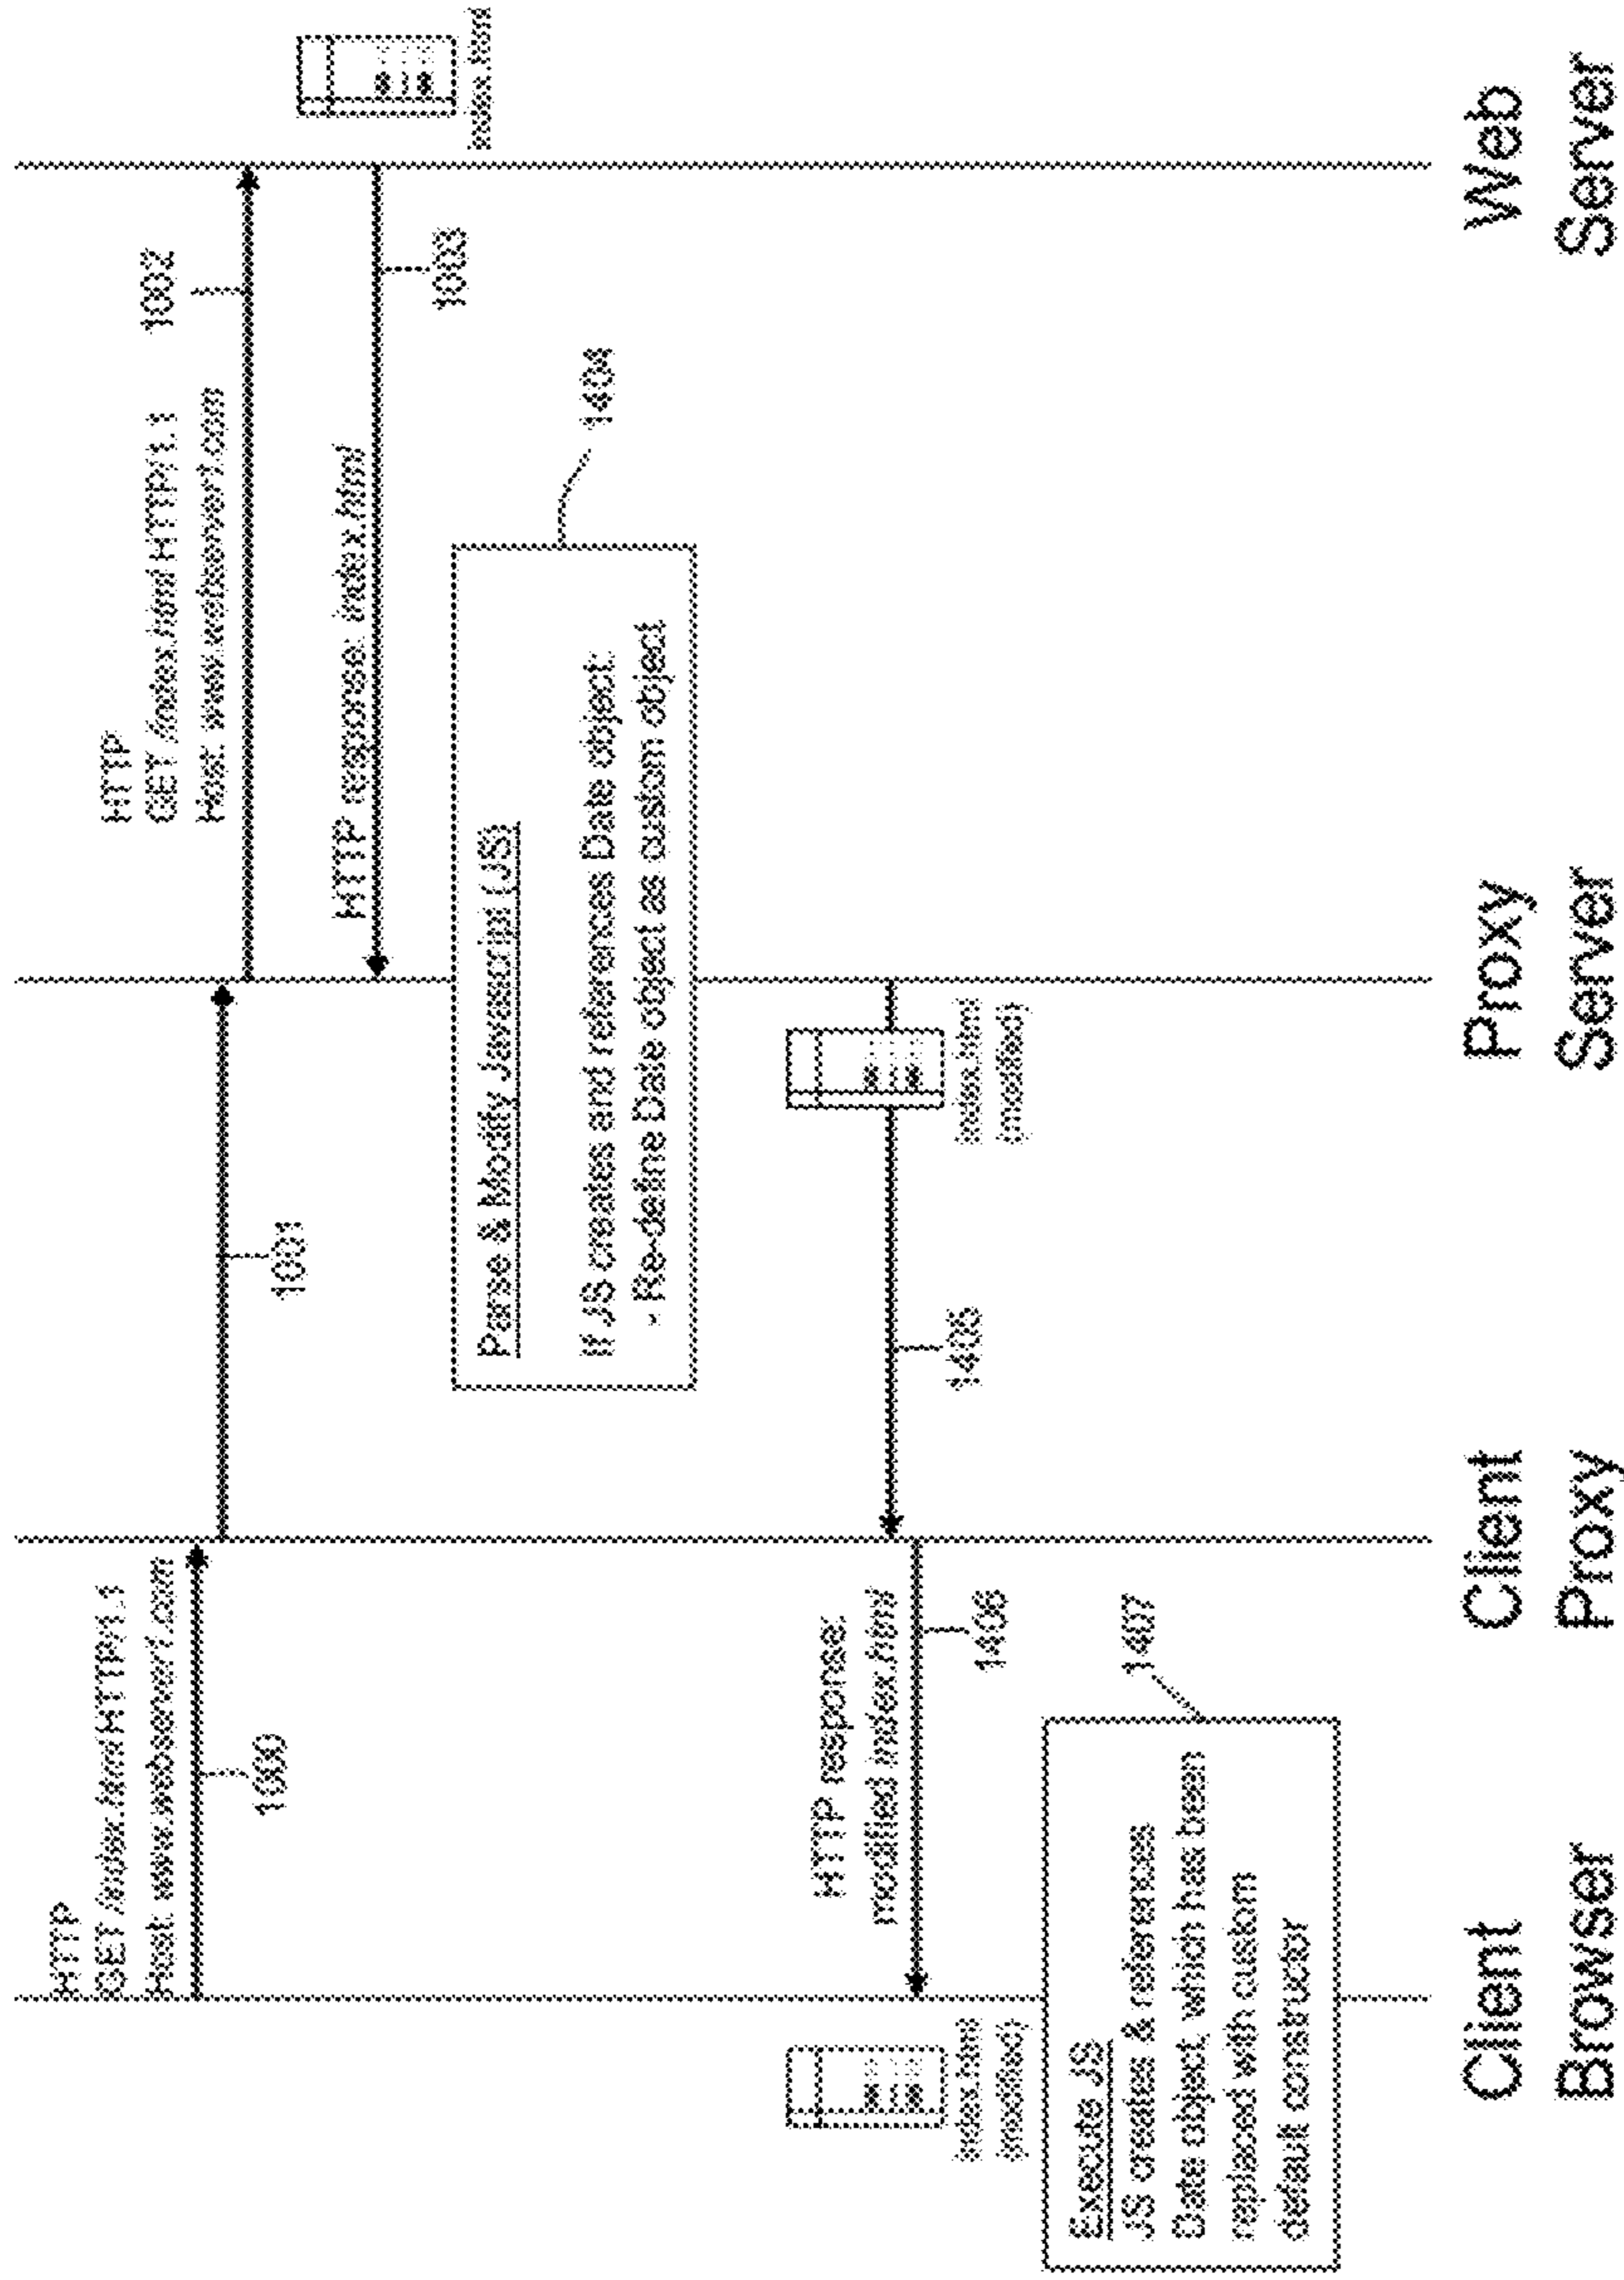 HTTP
GET /index.html HTTP/1.1
Host: www.webserver1.com
1000
1001
HTTP
GET /index.html HTTP/1.1
Host: www.webserver1.com
1002
index.html
HTTP response: index.html
1003
Parse & Modify Javascript (JS)
If JS creates and references Date object:
- Re-define Date object as custom object
1404
index.html
(modified)
1405
HTTP response:
modified index.html
1406
index.html
(modified)
Execute JS
JS creates & references
Date object, which has been
replaced with custom
default constructor
1407
Client
Browser
Client
Proxy
Proxy
Server
Web
Server